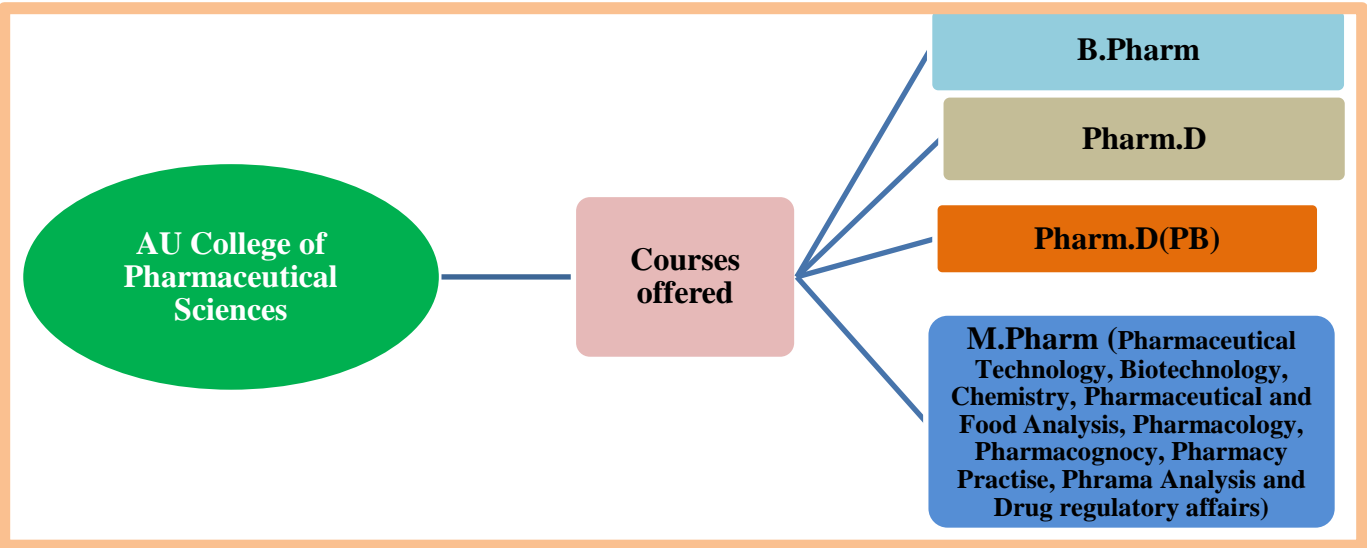 AU College of
Pharmaceutical
Sciences
Courses
offered
B.Pharm
Pharm.D
Pharm.D(PB)
M.Pharm (Pharmaceutical
Technology, Biotechnology,
Chemistry, Pharmaceutical and
Food Analysis, Pharmacology,
Pharmacognocy, Pharmacy
Practise, Phrama Analysis and
Drug regulatory affairs)